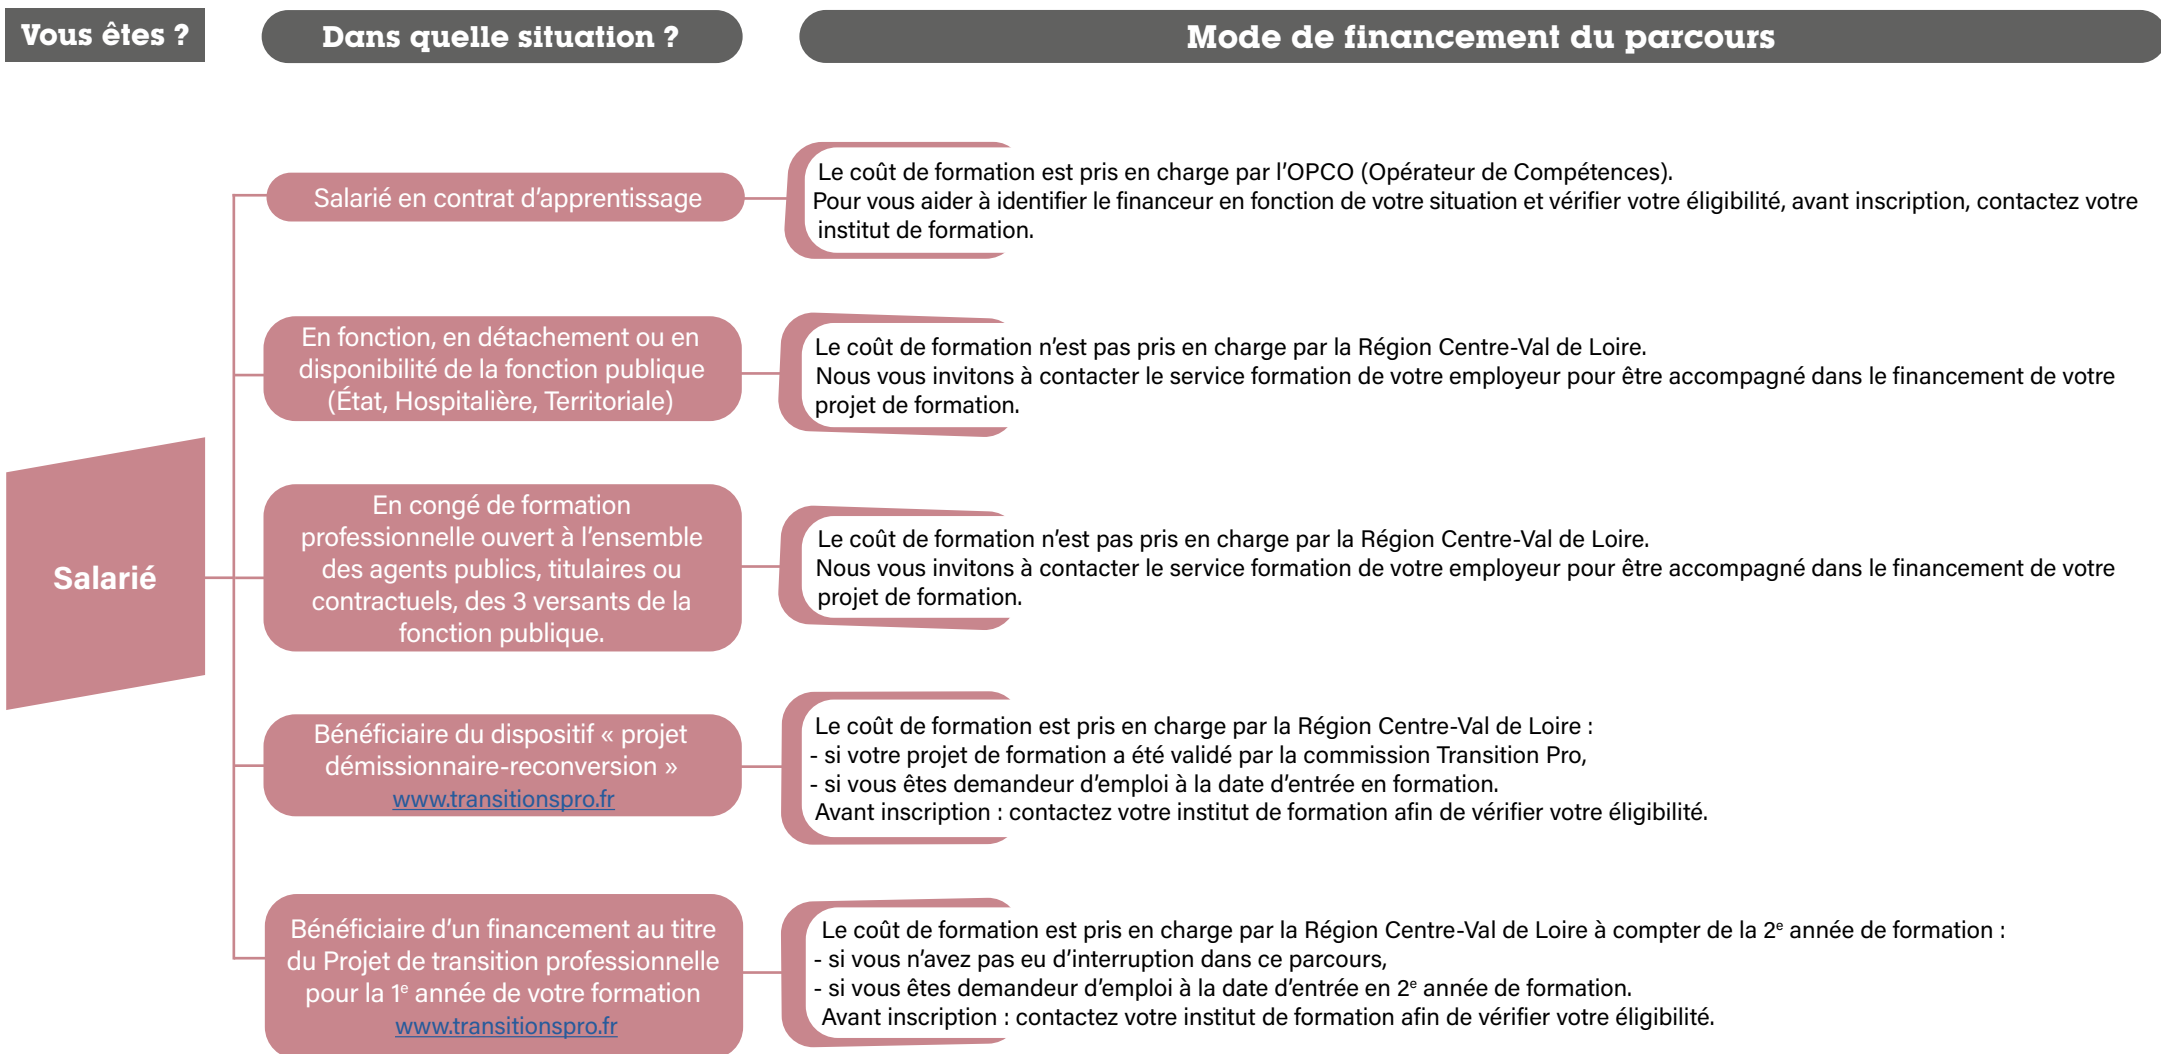 Vous êtes ?
Dans quelle situation ?
Mode de financement du parcours
Salarié
Salarié en contrat d'apprentissage
Le coût de formation est pris en charge par l'OPCO (Opérateur de Compétences).
Pour vous aider à identifier le financeur en fonction de votre situation et vérifier votre éligibilité, avant inscription, contactez votre
institut de formation.
En fonction, en détachement ou en
disponibilité de la fonction publique
(État, Hospitalière, Territoriale)
Le coût de formation n'est pas pris en charge par la Région Centre-Val de Loire.
Nous vous invitons à contacter le service formation de votre employeur pour être accompagné dans le financement de votre
projet de formation.
En congé de formation
professionnelle ouvert à l'ensemble
des agents publics, titulaires ou
contractuels, des 3 versants de la
fonction publique.
Le coût de formation n'est pas pris en charge par la Région Centre-Val de Loire.
Nous vous invitons à contacter le service formation de votre employeur pour être accompagné dans le financement de votre
projet de formation.
Bénéficiaire du dispositif « projet
démissionnaire-reconversion »
www.transitionspro.fr
Le coût de formation est pris en charge par la Région Centre-Val de Loire :
- si votre projet de formation a été validé par la commission Transition Pro,
- si vous êtes demandeur d'emploi à la date d'entrée en formation.
Avant inscription : contactez votre institut de formation afin de vérifier votre éligibilité.
Bénéficiaire d'un financement au titre
du Projet de transition professionnelle
pour la 1e année de votre formation
www.transitionspro.fr
Le coût de formation est pris en charge par la Région Centre-Val de Loire à compter de la 2e année de formation :
- si vous n'avez pas eu d'interruption dans ce parcours,
- si vous êtes demandeur d'emploi à la date d'entrée en 2e année de formation.
Avant inscription : contactez votre institut de formation afin de vérifier votre éligibilité.